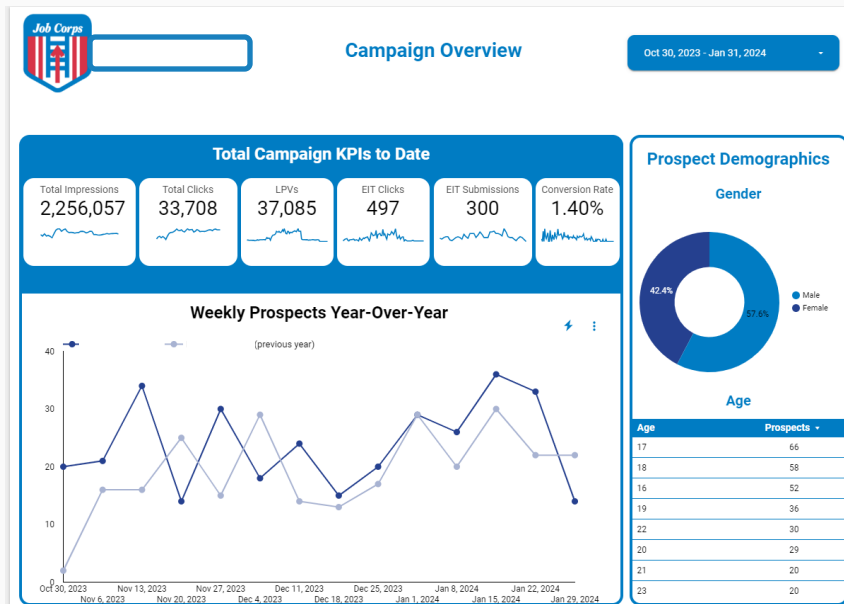 Job Corps
Campaign Overview
Oct 30, 2023 - Jan 31, 2024
Total Campaign KPIs to Date
Total Impressions
2,256,057
Total Clicks
33,708
LPVs
37,085
EIT Clicks
497
EIT Submissions
300
Conversion Rate
1.40%
Weekly Prospects Year-Over-Year
(previous year)
40
30
20
10
0
Oct 30, 2023
Nov 6, 2023
Nov 13, 2023
Nov 20, 2023
Nov 27, 2023
Dec 4, 2023
Dec 11, 2023
Dec 18, 2023
Dec 25, 2023
Jan 1, 2024
Jan 8, 2024
Jan 15, 2024
Jan 22, 2024
Jan 29, 2024
Prospect Demographics
Gender
42.4%
57.6%
Male
Female
Age
Age Prospects
17 66
18 58
16 52
19 36
22 30
20 29
21 20
23 20